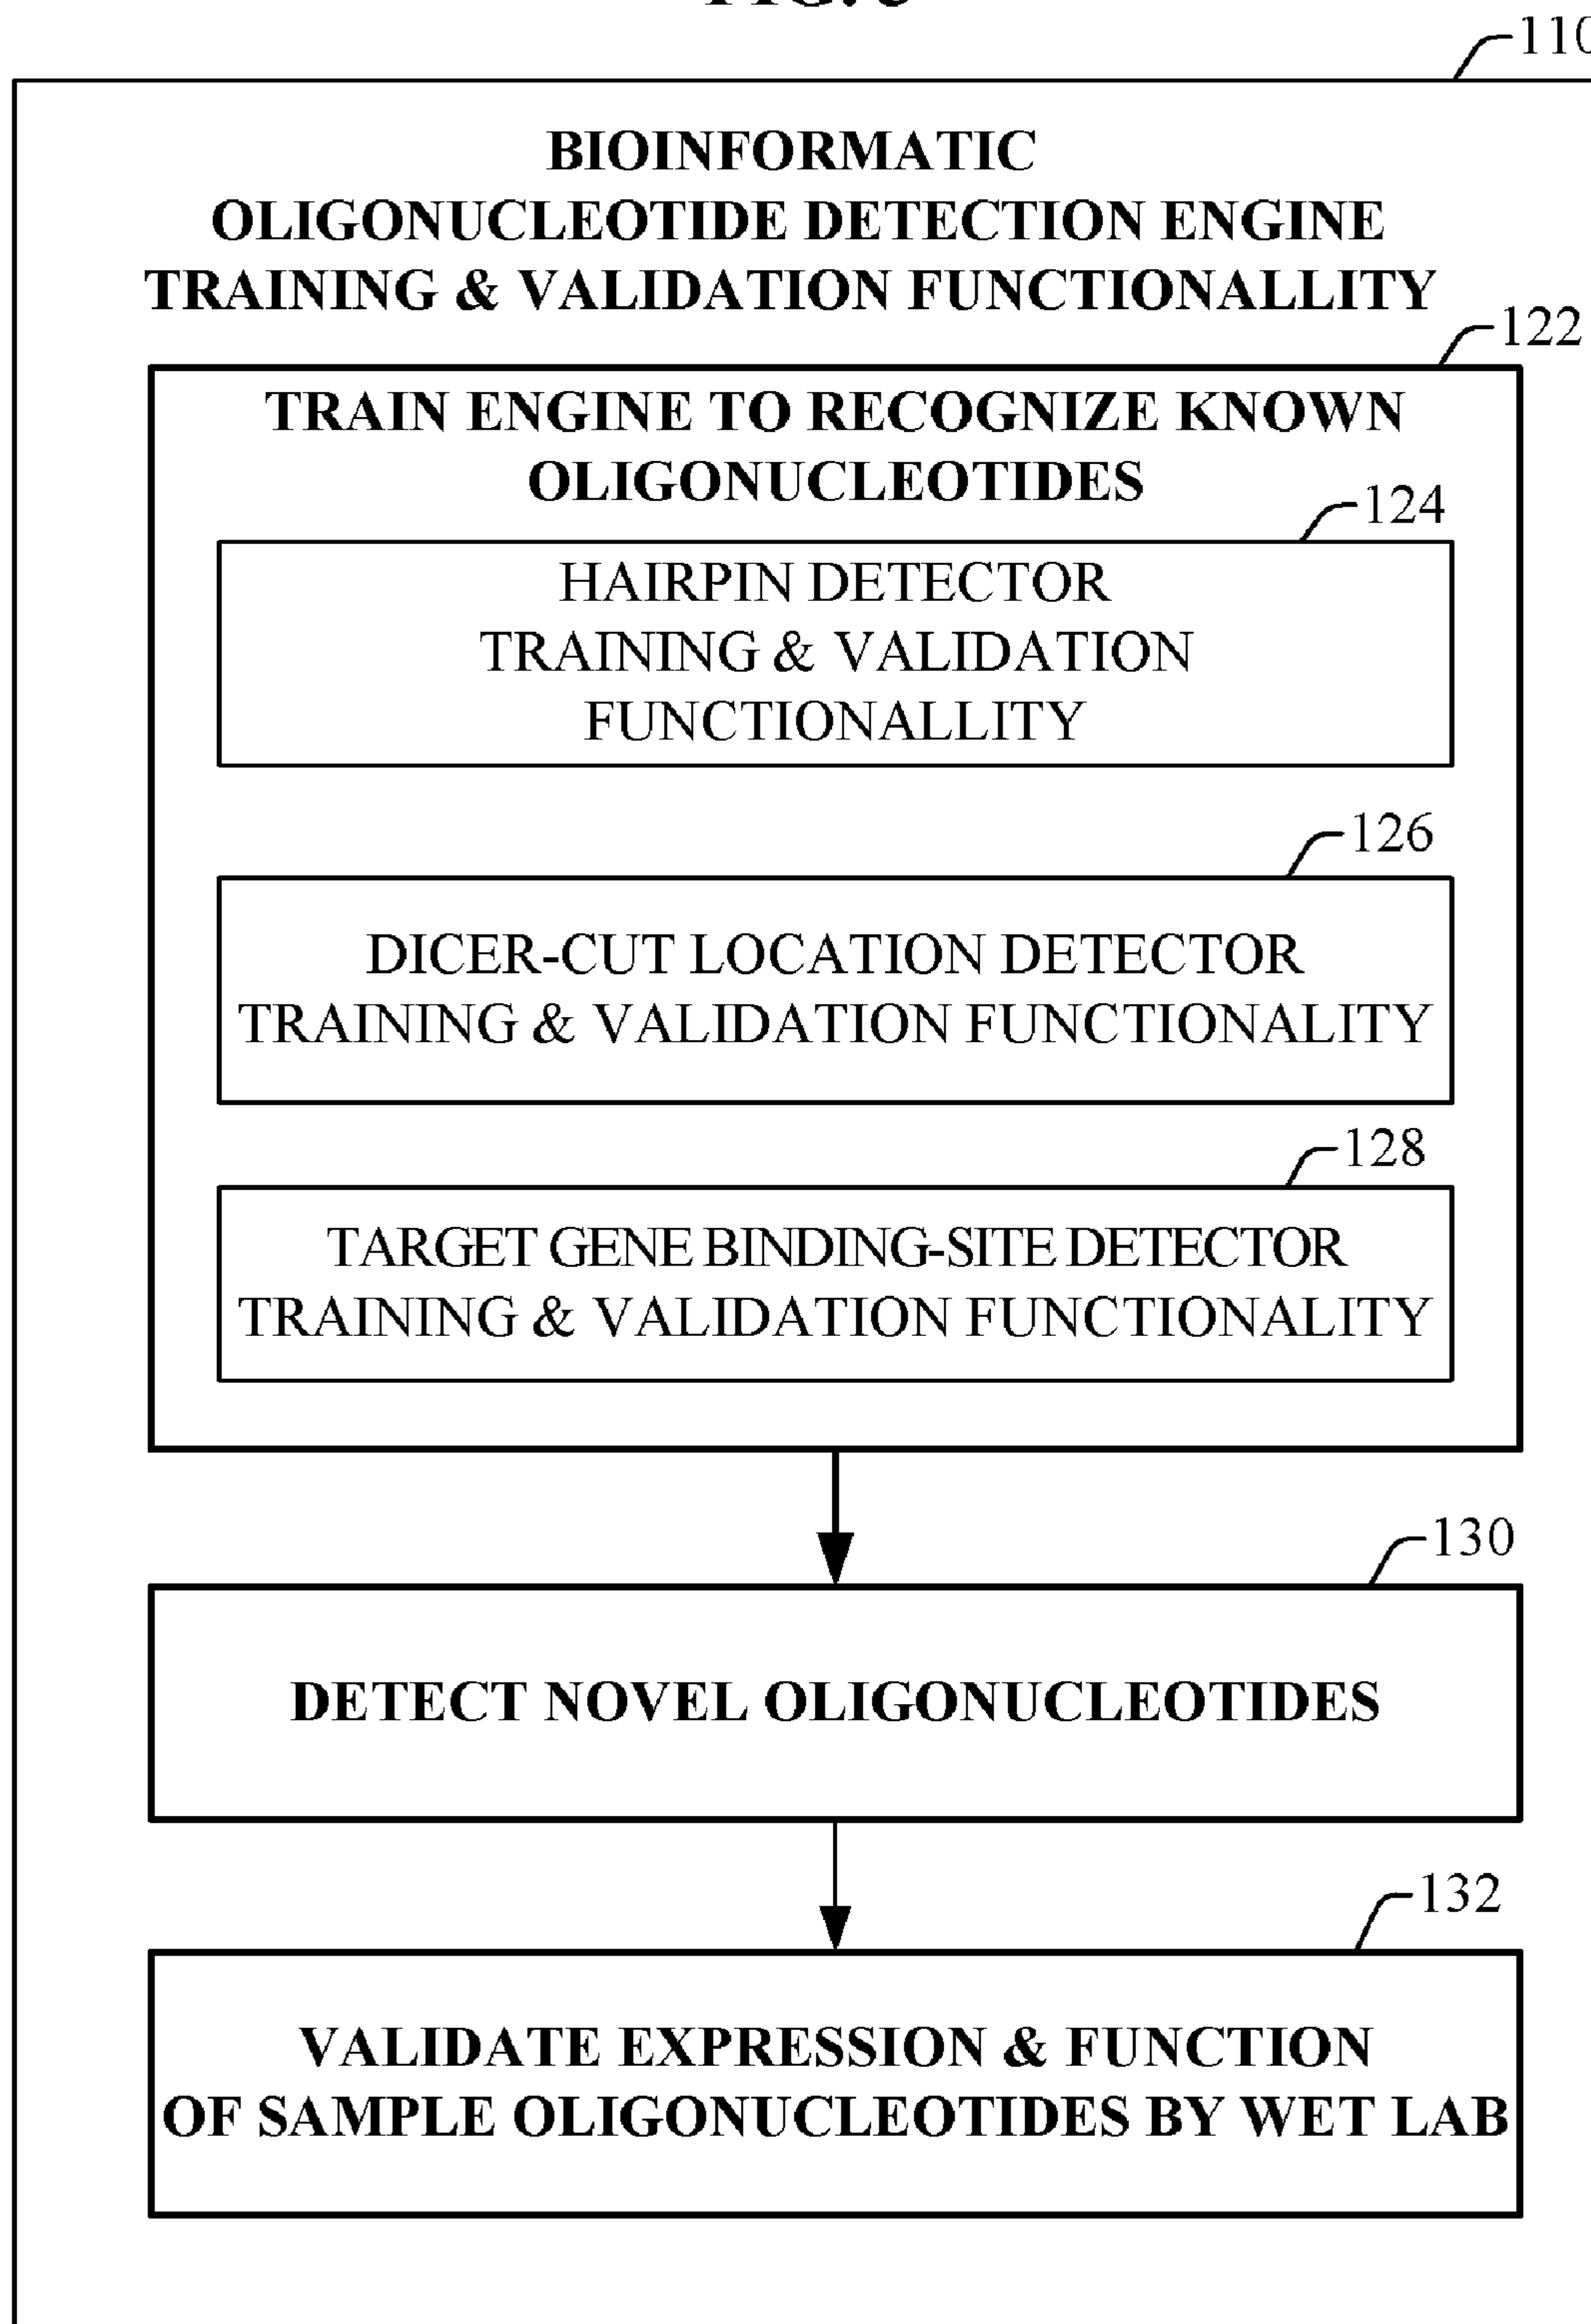 110
BIOINFORMATIC
OLIGONUCLEOTIDE DETECTION ENGINE
TRAINING & VALIDATION FUNCTIONALLITY
122
TRAIN ENGINE TO RECOGNIZE KNOWN
OLIGONUCLEOTIDES
124
HAIRPIN DETECTOR
TRAINING & VALIDATION
FUNCTIONALLITY
126
DICER-CUT LOCATION DETECTOR
TRAINING & VALIDATION FUNCTIONALITY
128
TARGET GENE BINDING-SITE DETECTOR
TRAINING & VALIDATION FUNCTIONALITY
130
DETECT NOVEL OLIGONUCLEOTIDES
132
VALIDATE EXPRESSION & FUNCTION
OF SAMPLE OLIGONUCLEOTIDES BY WET LAB